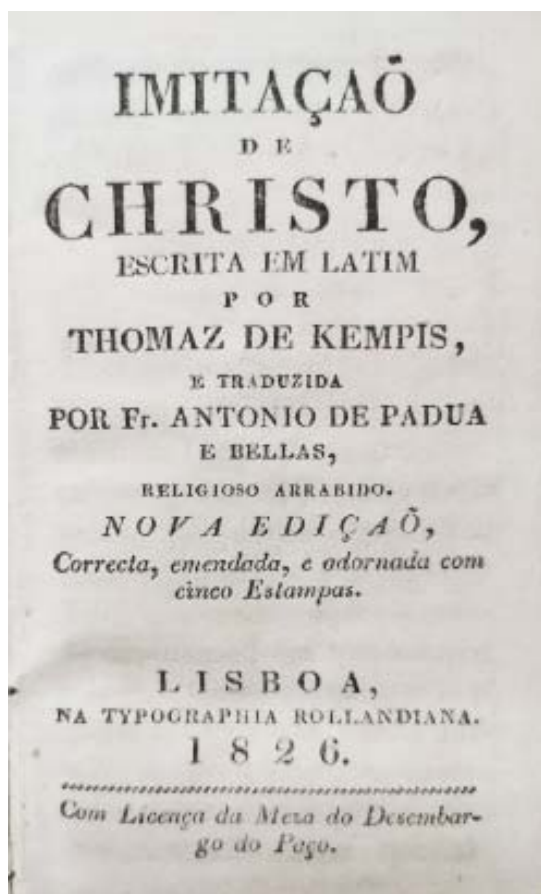 IMITAÇAÕ
DE
CHRISTO,
ESCRITA EM LATIM
POR
THOMAZ DE KEMPIS,
E TRADUZIDA
POR Fr. ANTONIO DE PADUA
E BELLAS,
RELIGIOSO ARRABIDO.
NOVA EDIÇAÕ,
Correcta, emendada, e adornada com
cinco Estampas.
LISBOA,
NA TYPOGRAPHIA ROLLANDIANA.
1826.
Com Licença da Meza do Desembar-
go do Paço.